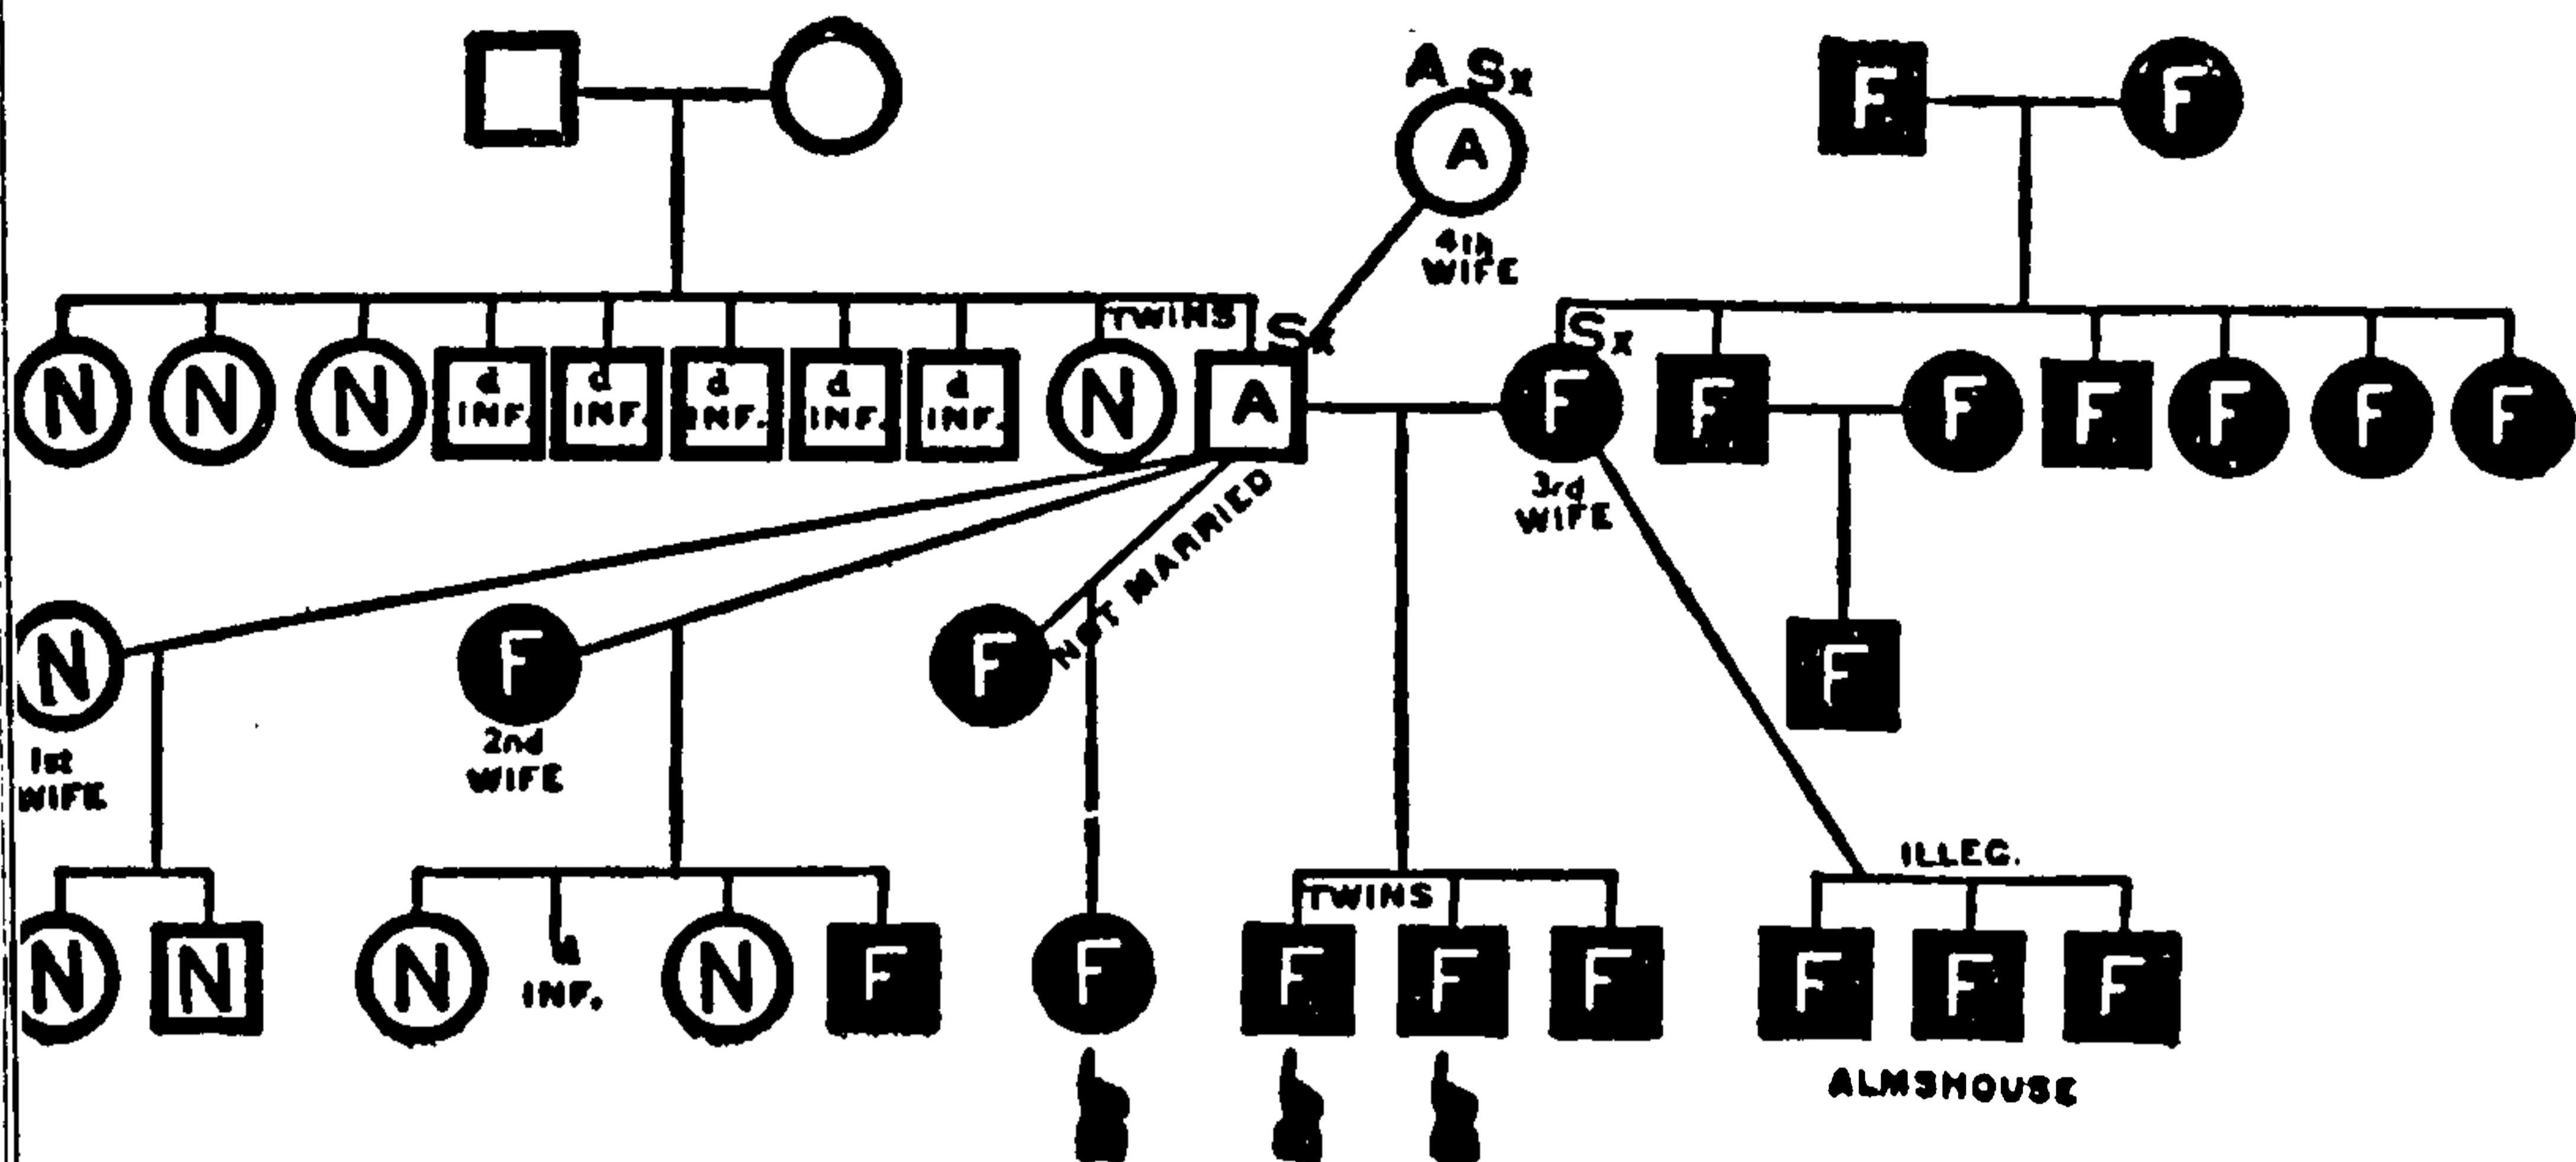 A Sx
F F
A
4th
WIFE
TWINS
Sx
Sx
N N N d INF. d INF. d INF. d INF. d INF. N A F F F F F F F
3rd
WIFE
NOT MARRIED
N F F F
1st
WIFE
2nd
WIFE
ILLEG.
TWINS
N N N d INF. N F F F F F F F F
ALMSHOUSE